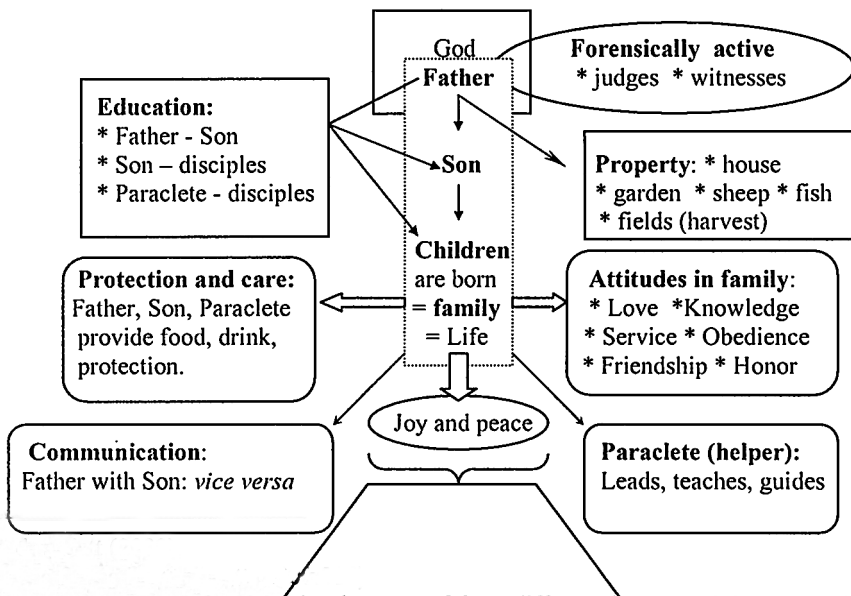 God
Father
Forensically active
* judges * witnesses
Education:
* Father - Son
* Son – disciples
* Paraclete - disciples
Son
Property: * house
* garden * sheep * fish
* fields (harvest)
Children
are born
= family
= Life
Protection and care:
Father, Son, Paraclete
provide food, drink,
protection.
Attitudes in family:
* Love *Knowledge
* Service * Obedience
* Friendship * Honor
Joy and peace
Communication:
Father with Son: vice versa
Paraclete (helper):
Leads, teaches, guides